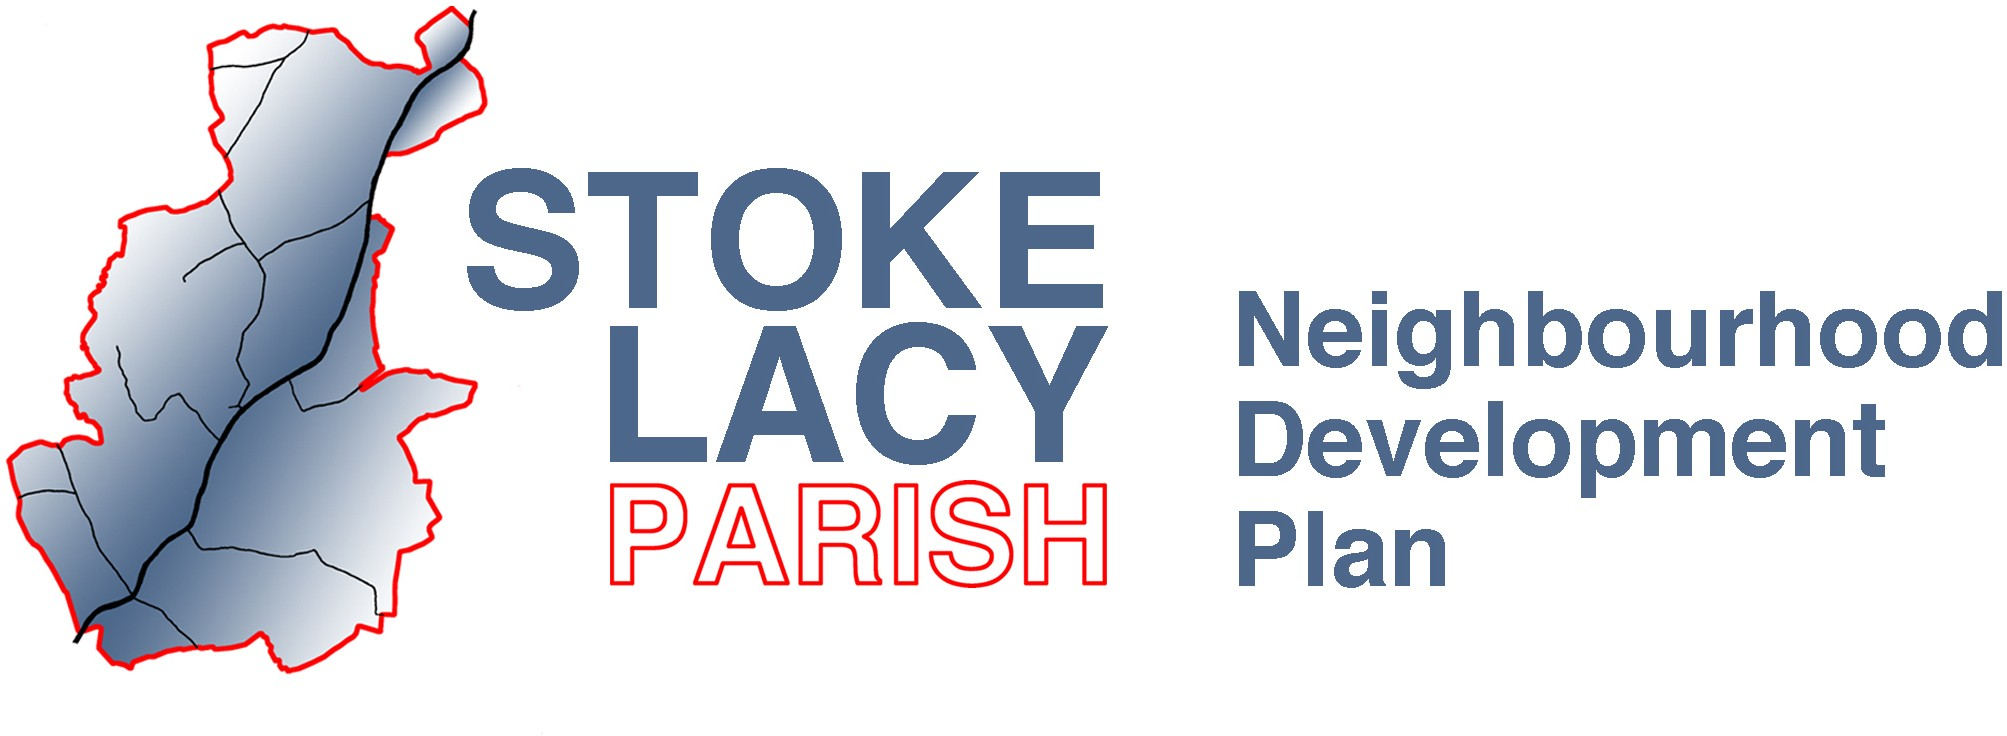 STOKE
LACY
PARISH
Neighbourhood
Development
Plan